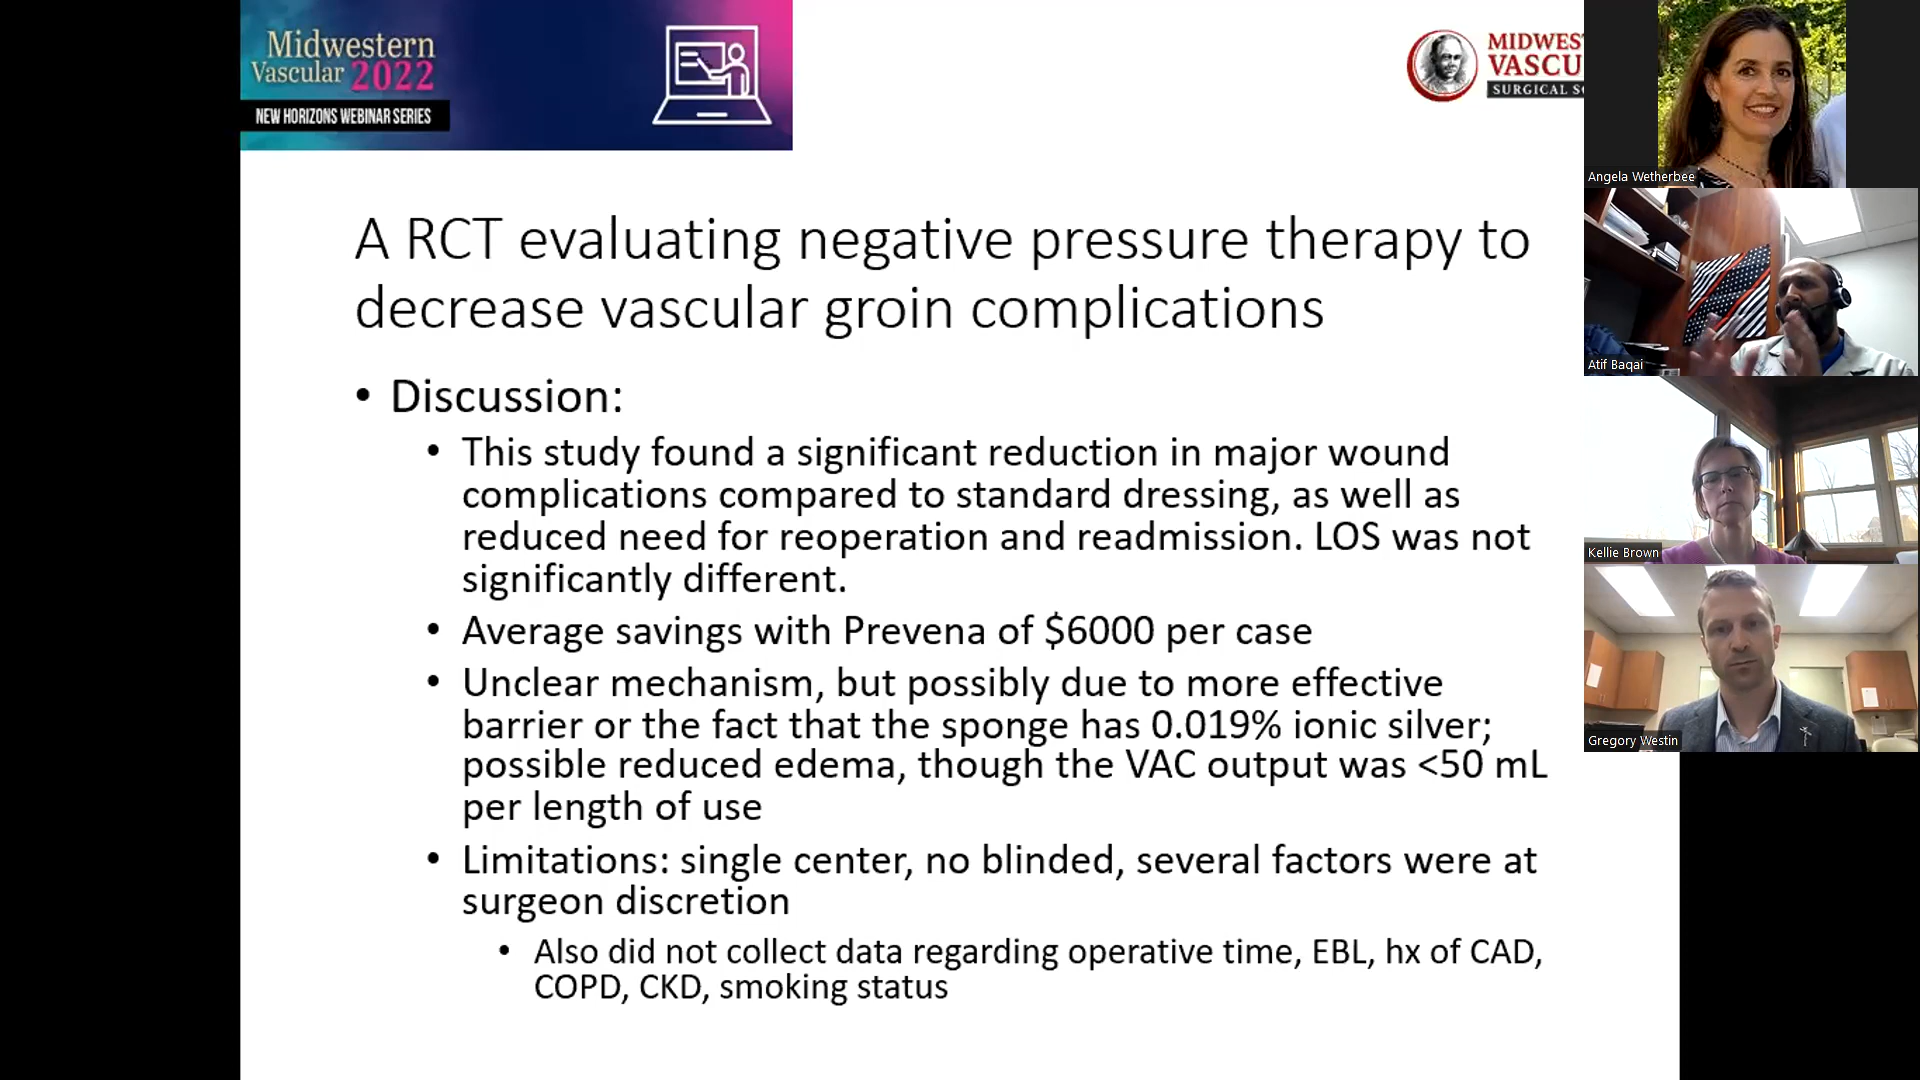 Midwestern
Vascular 2022
NEW HORIZONS WEBINAR SERIES
MIDWES
VASCU
SURGICAL S
A RCT evaluating negative pressure therapy to
decrease vascular groin complications
• Discussion:
• This study found a significant reduction in major wound
complications compared to standard dressing, as well as
reduced need for reoperation and readmission. LOS was not
significantly different.
• Average savings with Prevena of $6000 per case
• Unclear mechanism, but possibly due to more effective
barrier or the fact that the sponge has 0.019% ionic silver;
possible reduced edema, though the VAC output was <50 mL
per length of use
• Limitations: single center, no blinded, several factors were at
surgeon discretion
• Also did not collect data regarding operative time, EBL, hx of CAD,
COPD, CKD, smoking status
Angela Wetherbee
Atif Baqai
Kellie Brown
Gregory Westin